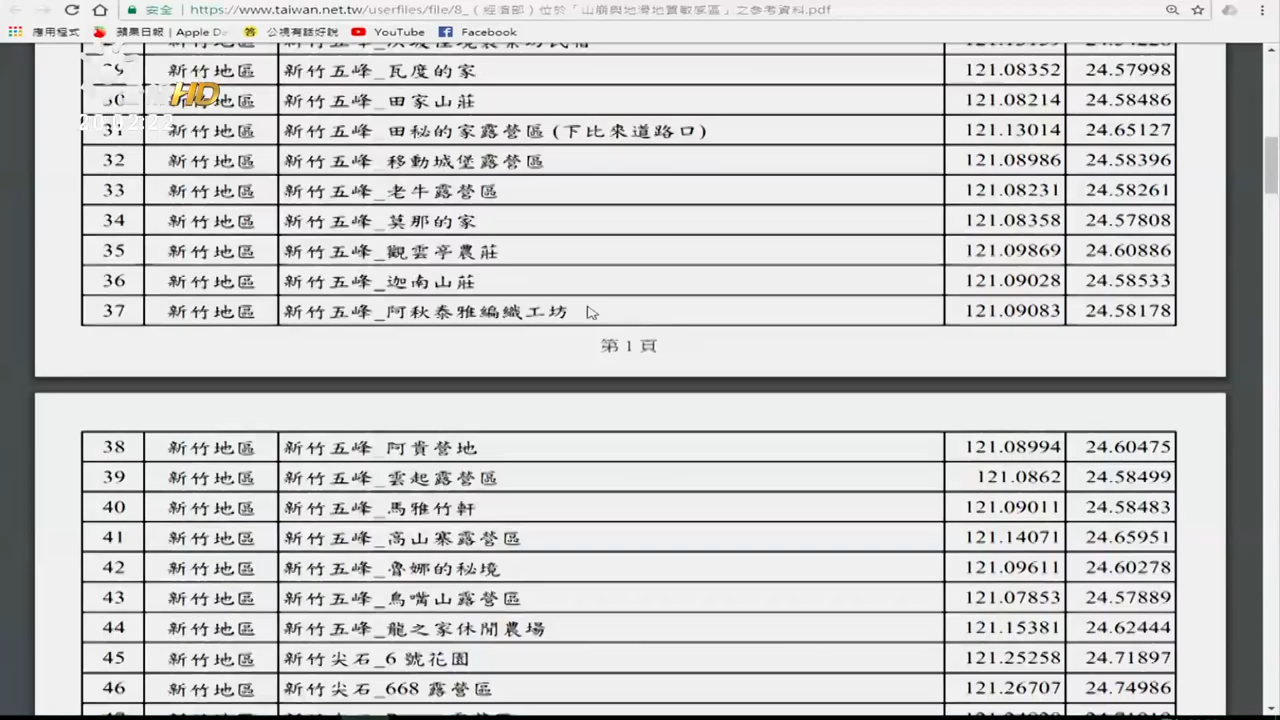 安全 https://www.taiwan.net.tw/userfiles/file/8_（經濟部）位於「山崩與地滑地質敏感區」之參考資料.pdf
應用程式 蘋果日報 | Apple Da 公視有話好說 YouTube Facebook
HD
20:02:22
29 新竹地區 新竹五峰_瓦度的家 121.08352 24.57998
30 新竹地區 新竹五峰_田家山莊 121.08214 24.58486
31 新竹地區 新竹五峰_田秘的家露營區(下比來道路口) 121.13014 24.65127
32 新竹地區 新竹五峰_移動城堡露營區 121.08986 24.58396
33 新竹地區 新竹五峰_老牛露營區 121.08231 24.58261
34 新竹地區 新竹五峰_莫那的家 121.08358 24.57808
35 新竹地區 新竹五峰_觀雲亭農莊 121.09869 24.60886
36 新竹地區 新竹五峰_迦南山莊 121.09028 24.58533
37 新竹地區 新竹五峰_阿秋泰雅編織工坊 121.09083 24.58178
第 1 頁
38 新竹地區 新竹五峰_阿貴營地 121.08994 24.60475
39 新竹地區 新竹五峰_雲起露營區 121.0862 24.58499
40 新竹地區 新竹五峰_馬雅竹軒 121.09011 24.58483
41 新竹地區 新竹五峰_高山寨露營區 121.14071 24.65951
42 新竹地區 新竹五峰_魯娜的秘境 121.09611 24.60278
43 新竹地區 新竹五峰_鳥嘴山露營區 121.07853 24.57889
44 新竹地區 新竹五峰_龍之家休閒農場 121.15381 24.62444
45 新竹地區 新竹尖石_6 號花園 121.25258 24.71897
46 新竹地區 新竹尖石_668 露營區 121.26707 24.74986